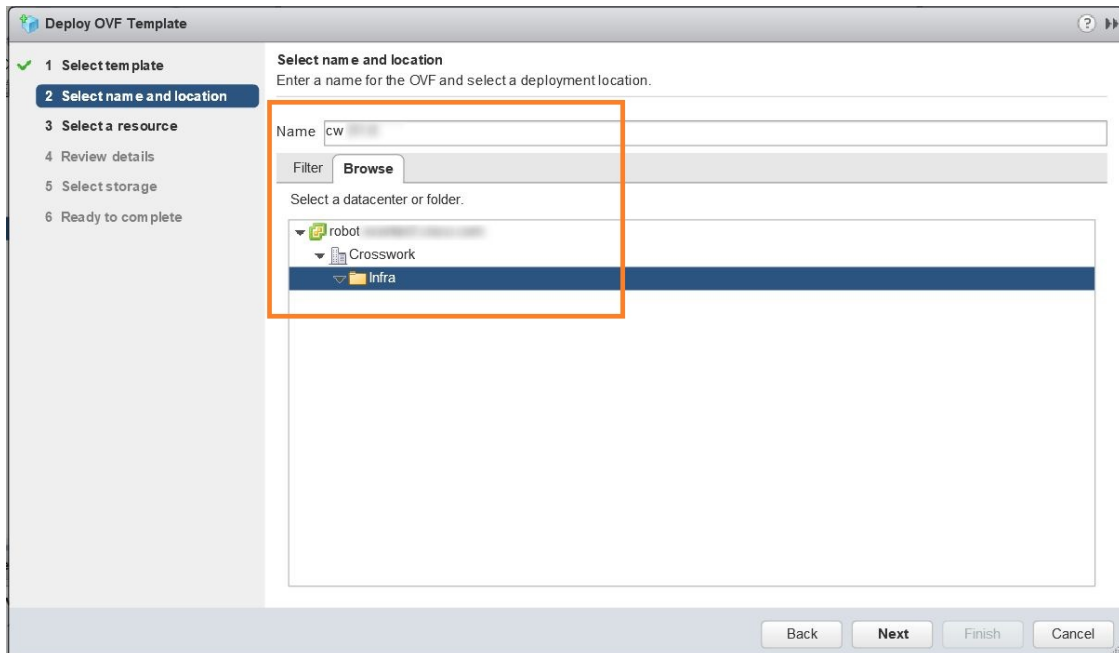 Deploy OVF Template
?
1 Select template
2 Select name and location
3 Select a resource
4 Review details
5 Select storage
6 Ready to complete
Select name and location
Enter a name for the OVF and select a deployment location.
Name cw
Filter Browse
Select a datacenter or folder.
robot
Crosswork
Infra
Back Next Finish Cancel